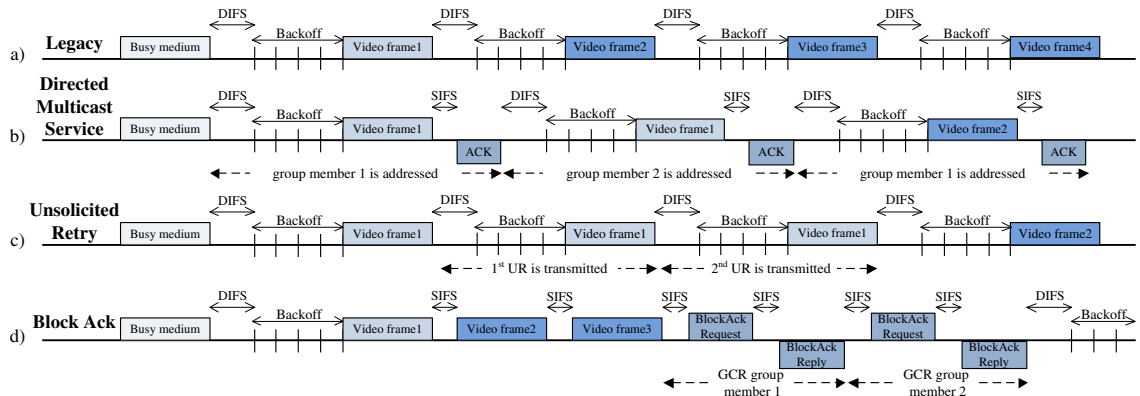 DIFS DIFS DIFS DIFS
a) Legacy Busy medium Backoff Video frame1 Backoff Video frame2 Backoff Video frame3 Backoff Video frame4
Directed
Multicast
Service
DIFS SIFS DIFS SIFS DIFS SIFS
b) Busy medium Backoff Video frame1 ACK Backoff Video frame1 ACK Backoff Video frame2 ACK
group member 1 is addressed group member 2 is addressed group member 1 is addressed
Unsolicited
Retry
DIFS DIFS DIFS DIFS
c) Busy medium Backoff Video frame1 Backoff Video frame1 Backoff Video frame1 Backoff Video frame2
1st UR is transmitted 2nd UR is transmitted
DIFS SIFS SIFS SIFS SIFS SIFS SIFS DIFS
d) Block Ack Busy medium Backoff Video frame1 Video frame2 Video frame3 BlockAck Request BlockAck Reply BlockAck Request BlockAck Reply Backoff
GCR group GCR group
member 1 member 2